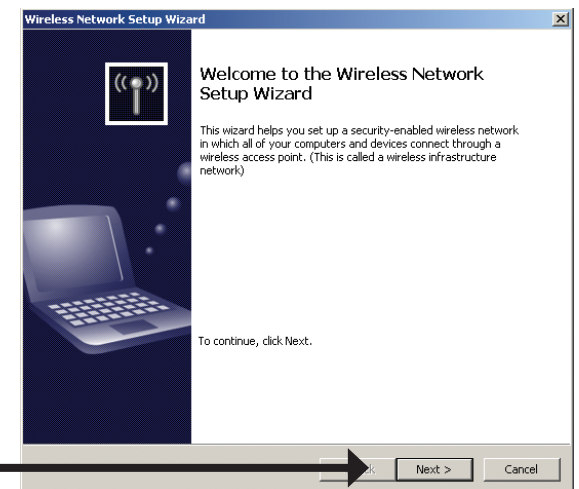 Wireless Network Setup Wizard
Welcome to the Wireless Network
Setup Wizard
This wizard helps you set up a security-enabled wireless network
in which all of your computers and devices connect through a
wireless access point. (This is called a wireless infrastructure
network)
To continue, click Next.
Next >
Cancel